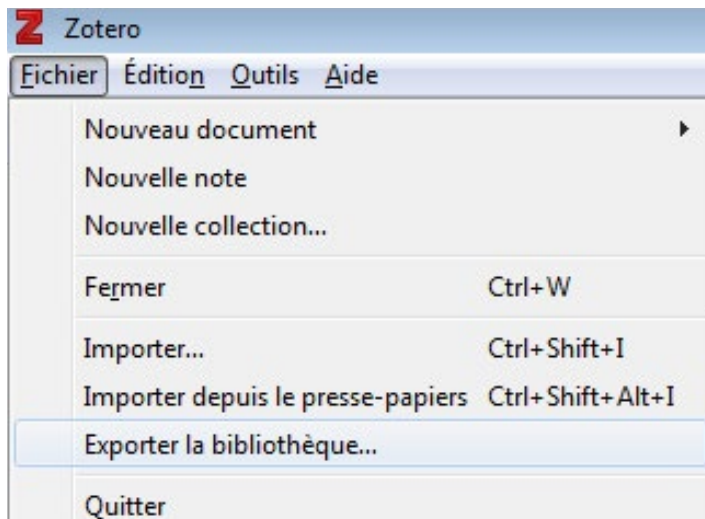 Z Zotero
Fichier Édition Outils Aide
Nouveau document
Nouvelle note
Nouvelle collection...
Fermer Ctrl+W
Importer... Ctrl+Shift+I
Importer depuis le presse-papiers Ctrl+Shift+Alt+I
Exporter la bibliothèque...
Quitter